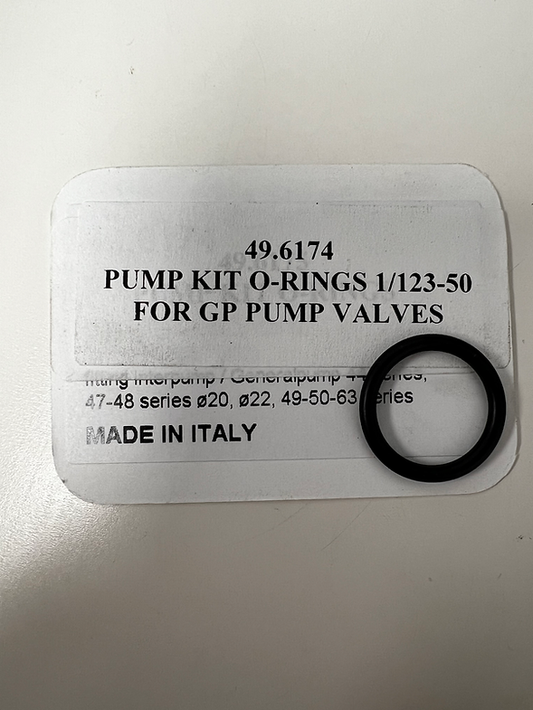 49.6174
PUMP KIT O-RINGS 1/123-50
FOR GP PUMP VALVES
fitting Interpump / Generalpump
47-48 series ø20, ø22, 49-50-63 series
MADE IN ITALY